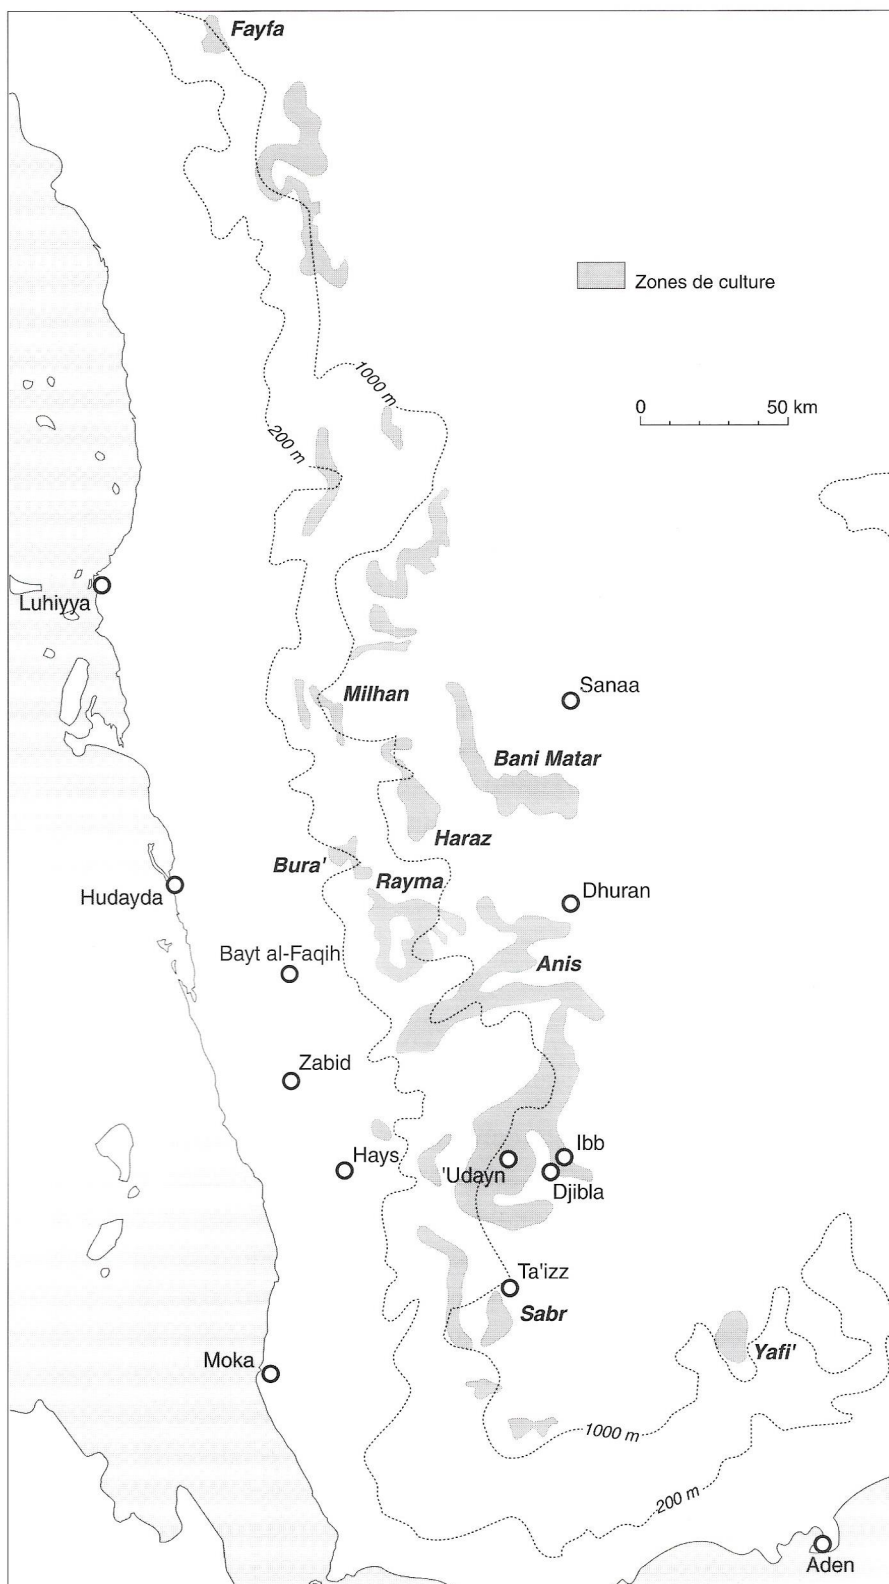 Fayfa
Zones de culture
0 50 km
1000 m
200 m
Luhiyya
Sanaa
Milhan
Bani Matar
Haraz
Bura'
Rayma
Hudayda
Dhuran
Bayt al-Faqih
Anis
Zabid
Ibb
Hays
'Udayn
Djibla
Ta'izz
Sabr
Moka
Yafi'
1000 m
200 m
Aden